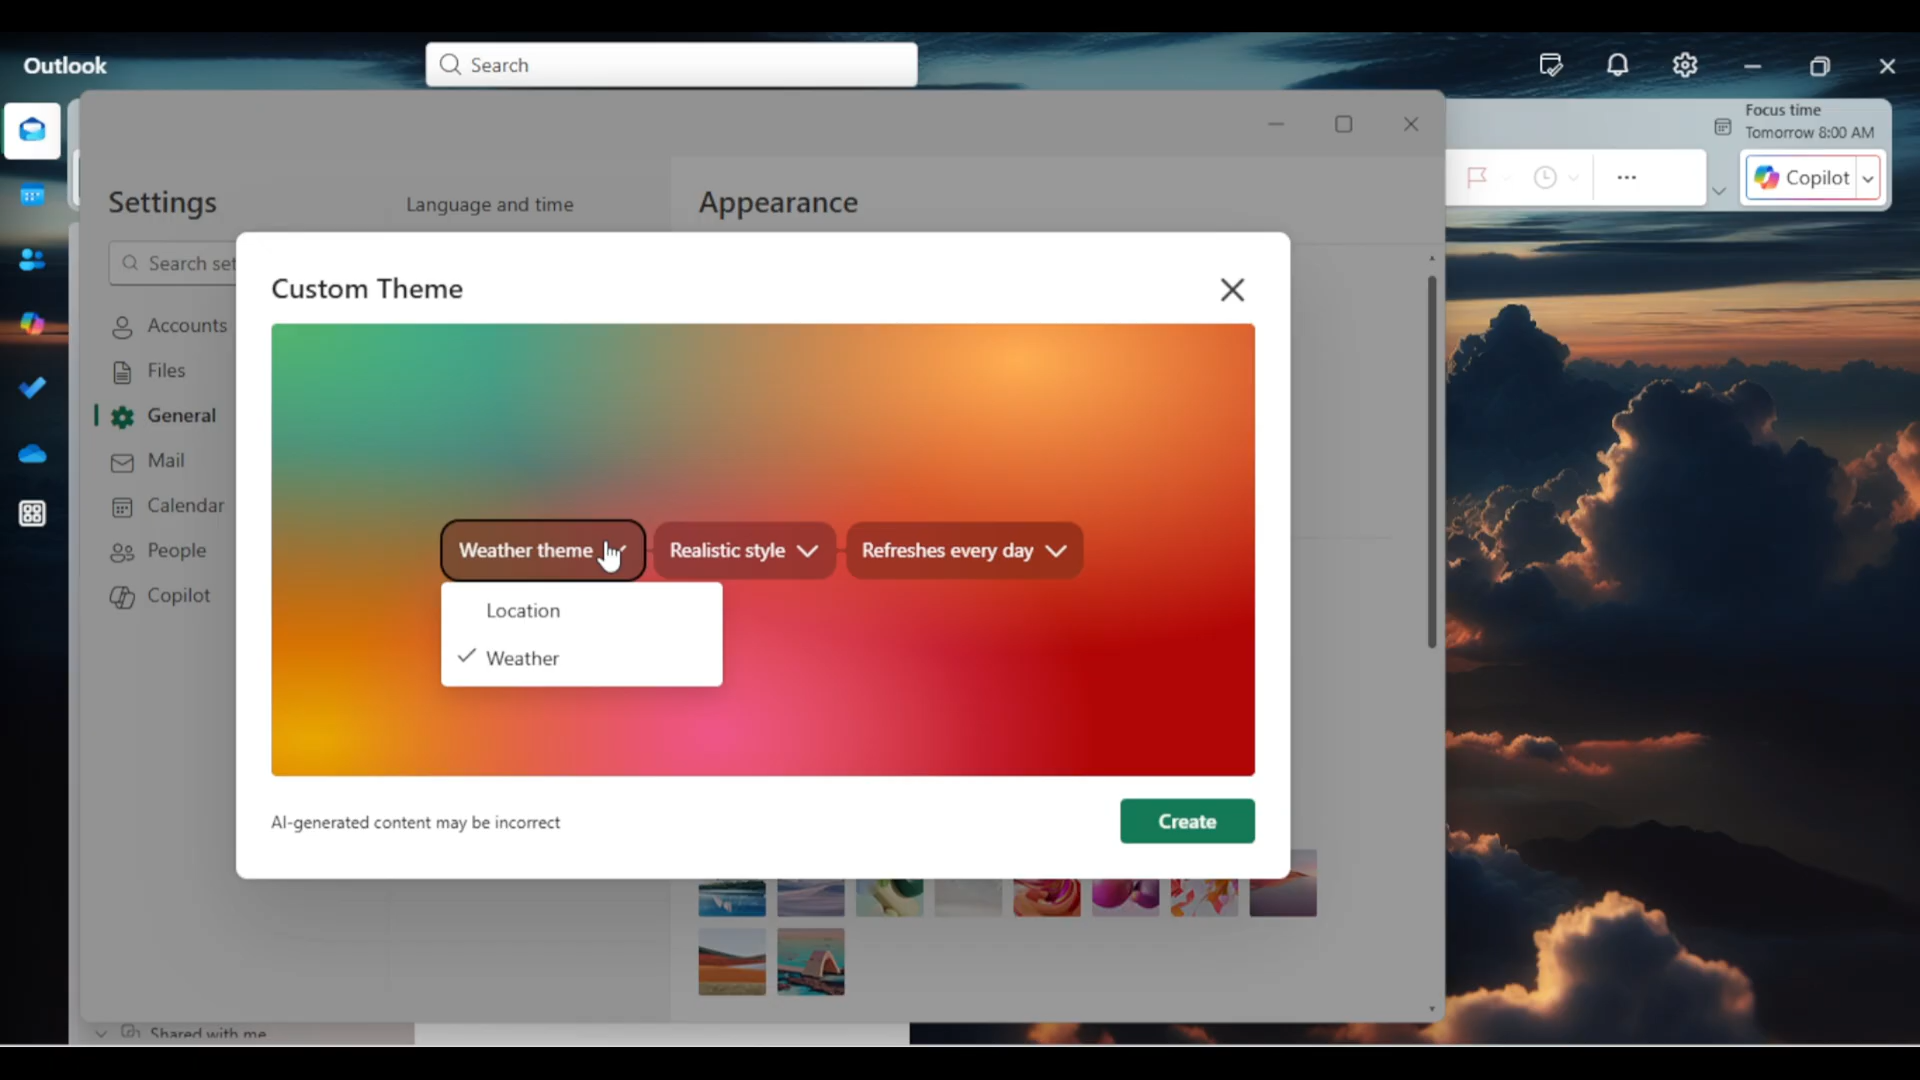 Outlook
Search
Focus time
Tomorrow 8:00 AM
Copilot
Settings
Language and time
Appearance
Search set
Custom Theme
Accounts
Files
General
Mail
Calendar
People
Copilot
Weather theme
Realistic style
Refreshes every day
Location
Weather
AI-generated content may be incorrect
Create
Shared with me